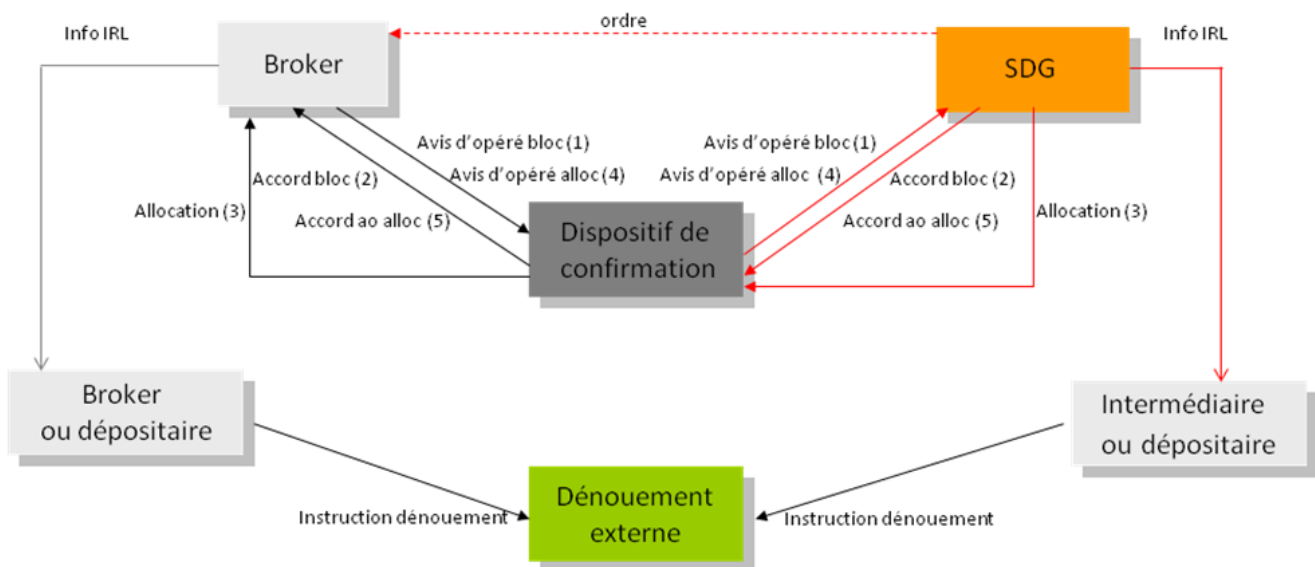 ordre
Info IRL
Info IRL
Broker
SDG
Avis d'opéré bloc (1)
Avis d'opéré bloc (1)
Avis d'opéré alloc (4)
Avis d'opéré alloc (4)
Accord bloc (2)
Accord bloc (2)
Allocation (3)
Accord ao alloc (5)
Accord ao alloc (5)
Allocation (3)
Dispositif de
confirmation
Broker
ou dépositaire
Intermédiaire
ou dépositaire
Dénouement
externe
Instruction dénouement
Instruction dénouement